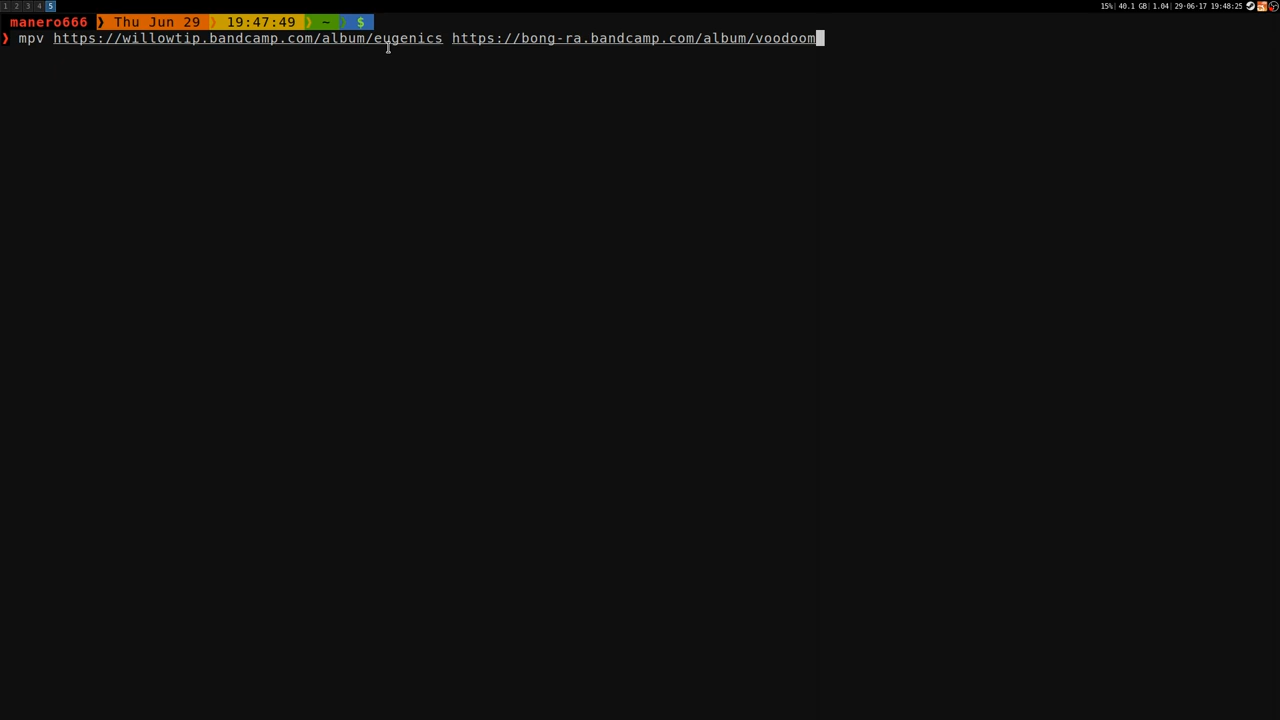 1 2 3 4 5 15%| 40.1 GB| 1.04| 29-06-17 19:48:25
manero666 ❯ Thu Jun 29 ❯ 19:47:49 ❯ ~ ❯ $
❯ mpv https://willowtip.bandcamp.com/album/eugenics https://bong-ra.bandcamp.com/album/voodoom